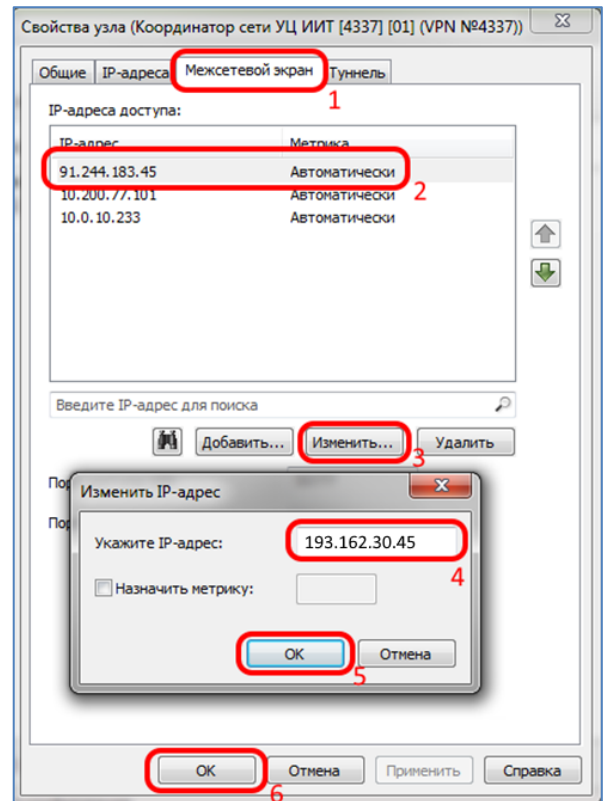 Свойства узла (Координатор сети УЦ ИИТ [4337] [01] (VPN №4337))
Общие IP-адреса Межсетевой экран Туннель
1
IP-адреса доступа:
IP-адрес Метрика
91.244.183.45 Автоматически
2
10.200.77.101 Автоматически
10.0.10.233 Автоматически
Введите IP-адрес для поиска
Добавить... Изменить... Удалить
3
Изменить IP-адрес
Укажите IP-адрес: 193.162.30.45
4
Назначить метрику:
OK Отмена
5
OK Отмена Применить Справка
6